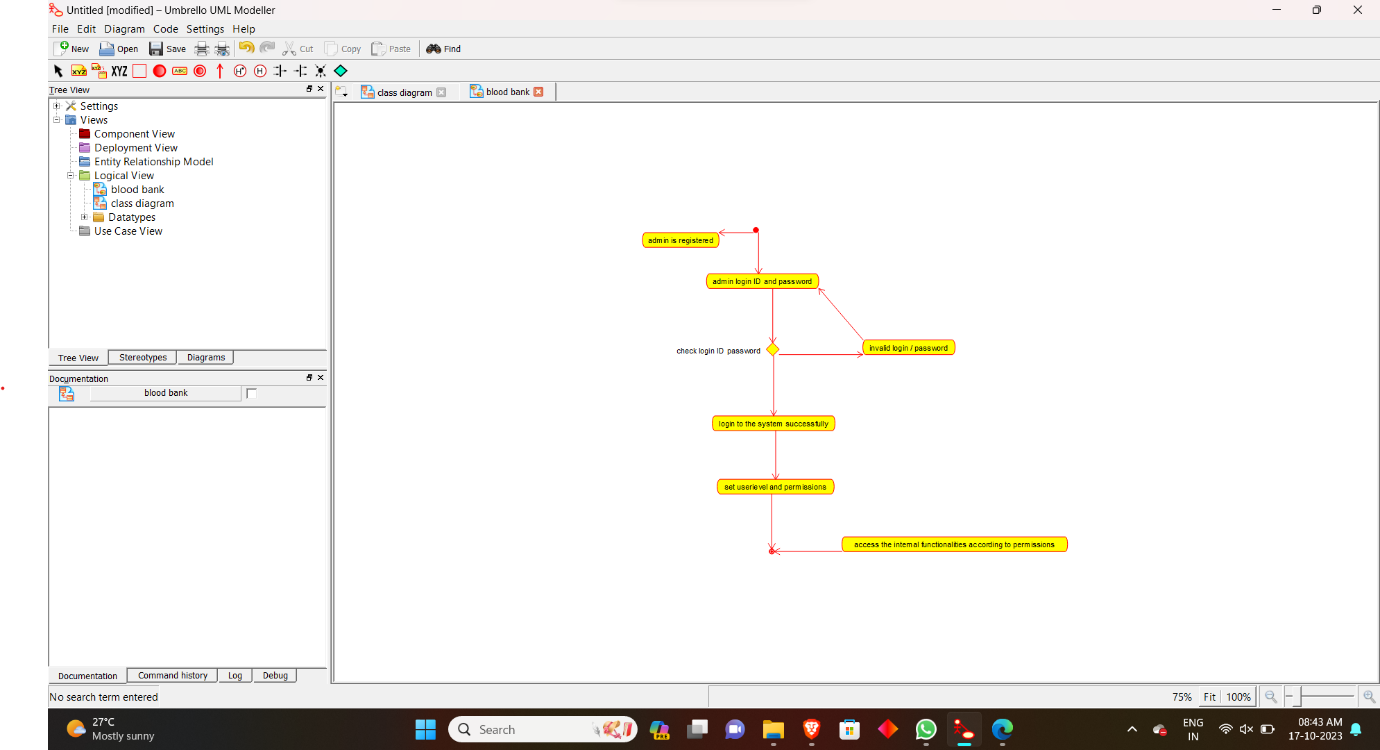 Untitled [modified] – Umbrello UML Modeller
File Edit Diagram Code Settings Help
New Open Save Cut Copy Paste Find
XYZ XYZ XYZ ABC H* H
Tree View
class diagram
blood bank
Settings
Views
Component View
Deployment View
Entity Relationship Model
Logical View
blood bank
class diagram
Datatypes
Use Case View
admin is registered
admin login ID and password
check login ID password
invalid login / password
login to the system successfully
set userlevel and permissions
access the internal functionalities according to permissions
Tree View Stereotypes Diagrams
Documentation
blood bank
Documentation Command history Log Debug
No search term entered
75% Fit 100%
27°C
Mostly sunny
Search
PRE
ENG
IN
08:43 AM
17-10-2023